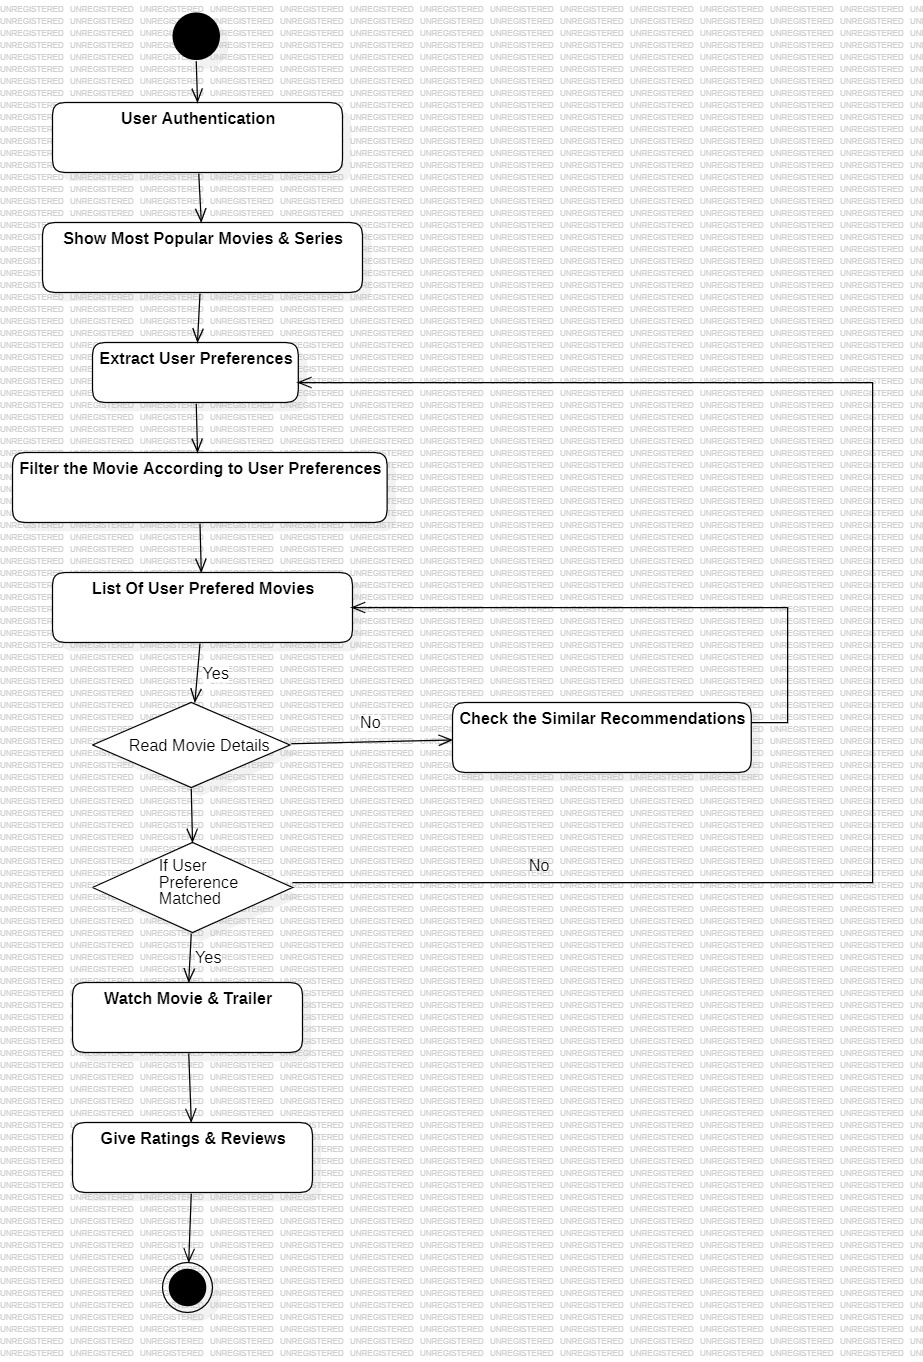 User Authentication
Show Most Popular Movies & Series
Extract User Preferences
Filter the Movie According to User Preferences
List Of User Prefered Movies
Yes
Read Movie Details
No
Check the Similar Recommendations
If User
Preference
Matched
No
Yes
Watch Movie & Trailer
Give Ratings & Reviews
UNREGISTERED